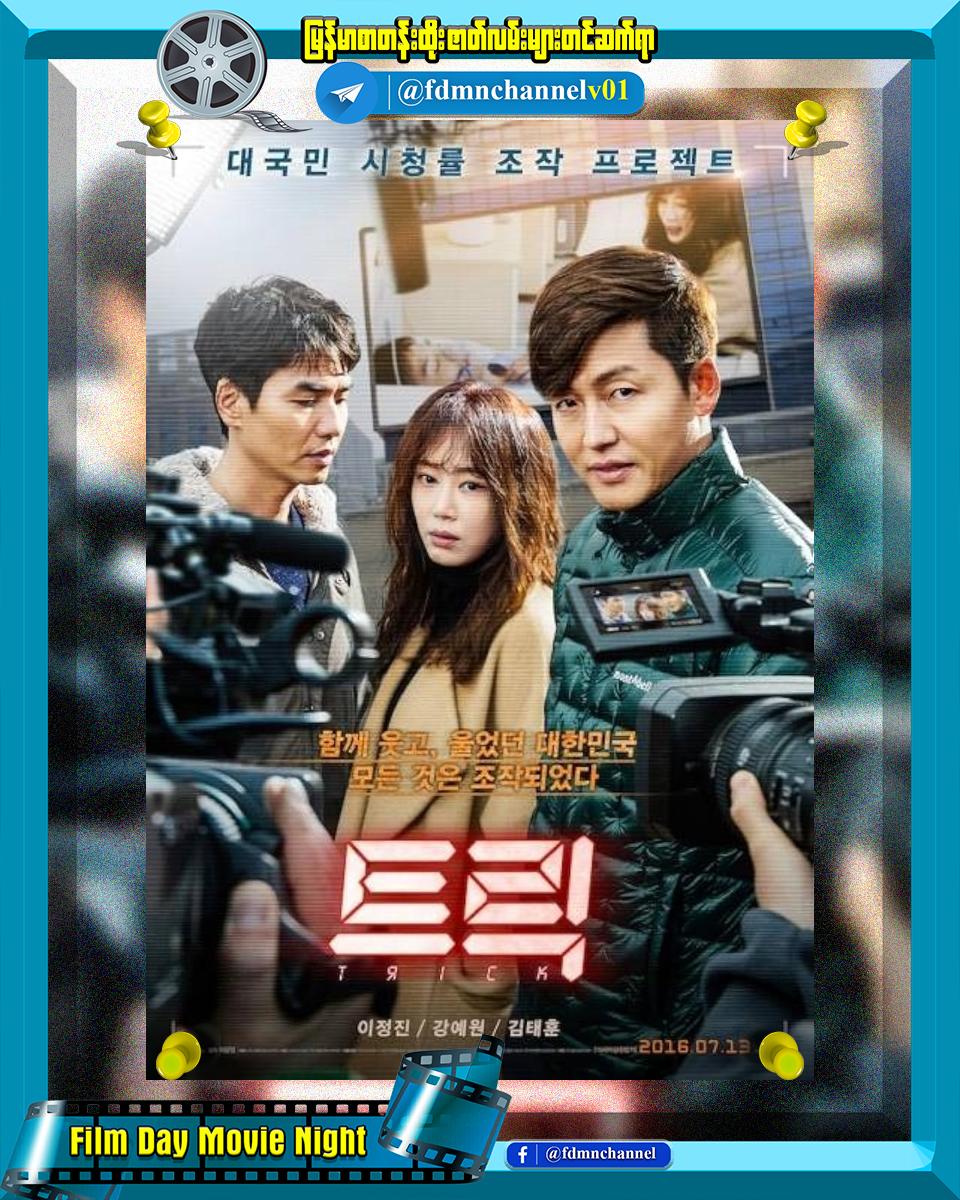 မြန်မာစာတန်းထိုးဇာတ်လမ်းများတင်ဆက်ရာ
@fdmnchannelv01
대국민 시청률 조작 프로젝트
montbell
함께 웃고, 울었던 대한민국
모든 것은 조작되었다
트릭
TRICK
이정진 / 강예원 / 김태훈
2016.07.13
Film Day Movie Night
f @fdmnchannel